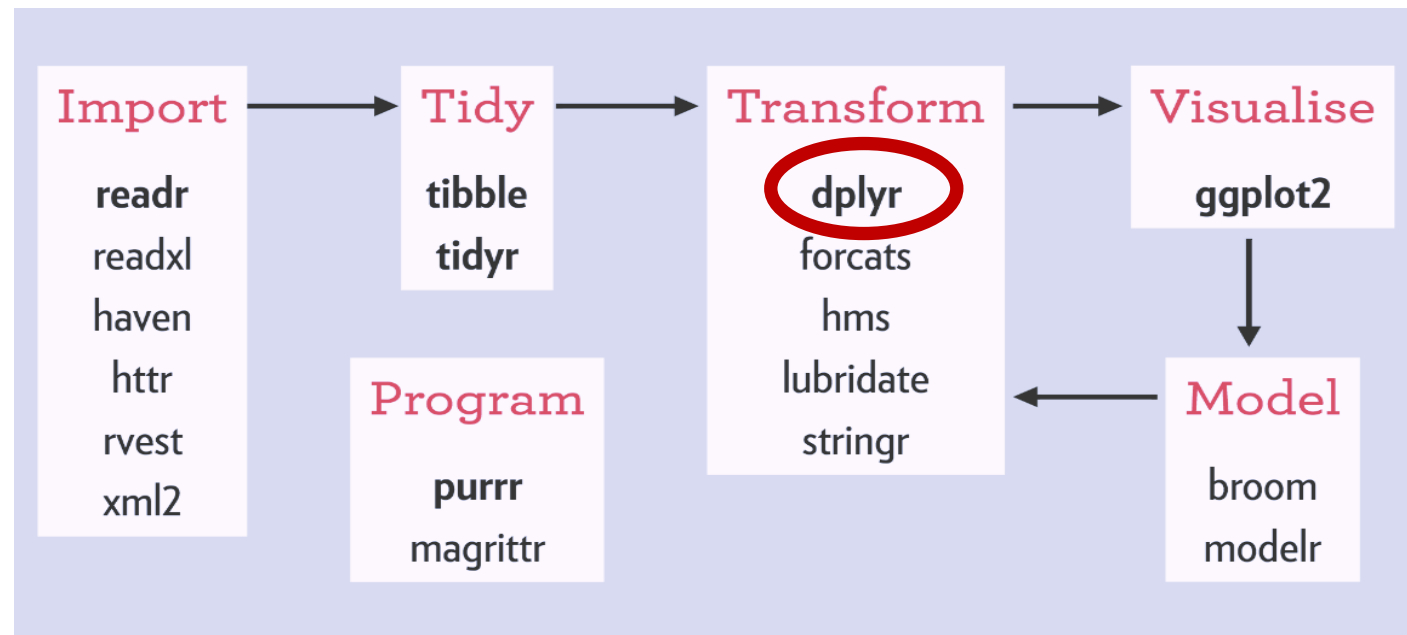 Import
readr
readxl
haven
httr
rvest
xml2
Tidy
tibble
tidyr
Program
purrr
magrittr
Transform
dplyr
forcats
hms
lubridate
stringr
Visualise
ggplot2
Model
broom
modelr